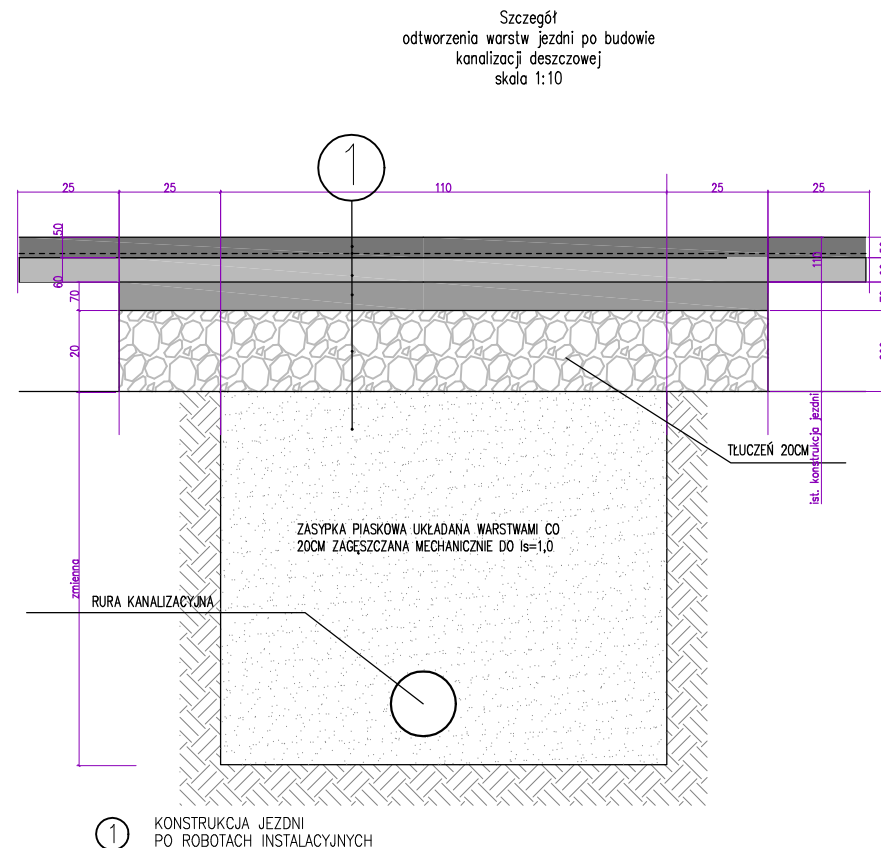 Szczegół
odtworzenia warstw jezdni po budowie
kanalizacji deszczowej
skala 1:10
1
25 25 110 25 25
50
110
60
70
20
TŁUCZEŃ 20CM
ist. konstrukcja jezdni
ZASYPKA PIASKOWA UKŁADANA WARSTWAMI CO
20CM ZAGĘSZCZANA MECHANICZNIE DO Is=1,0
zmienna
RURA KANALIZACYJNA
1 KONSTRUKCJA JEZDNI
PO ROBOTACH INSTALACYJNYCH